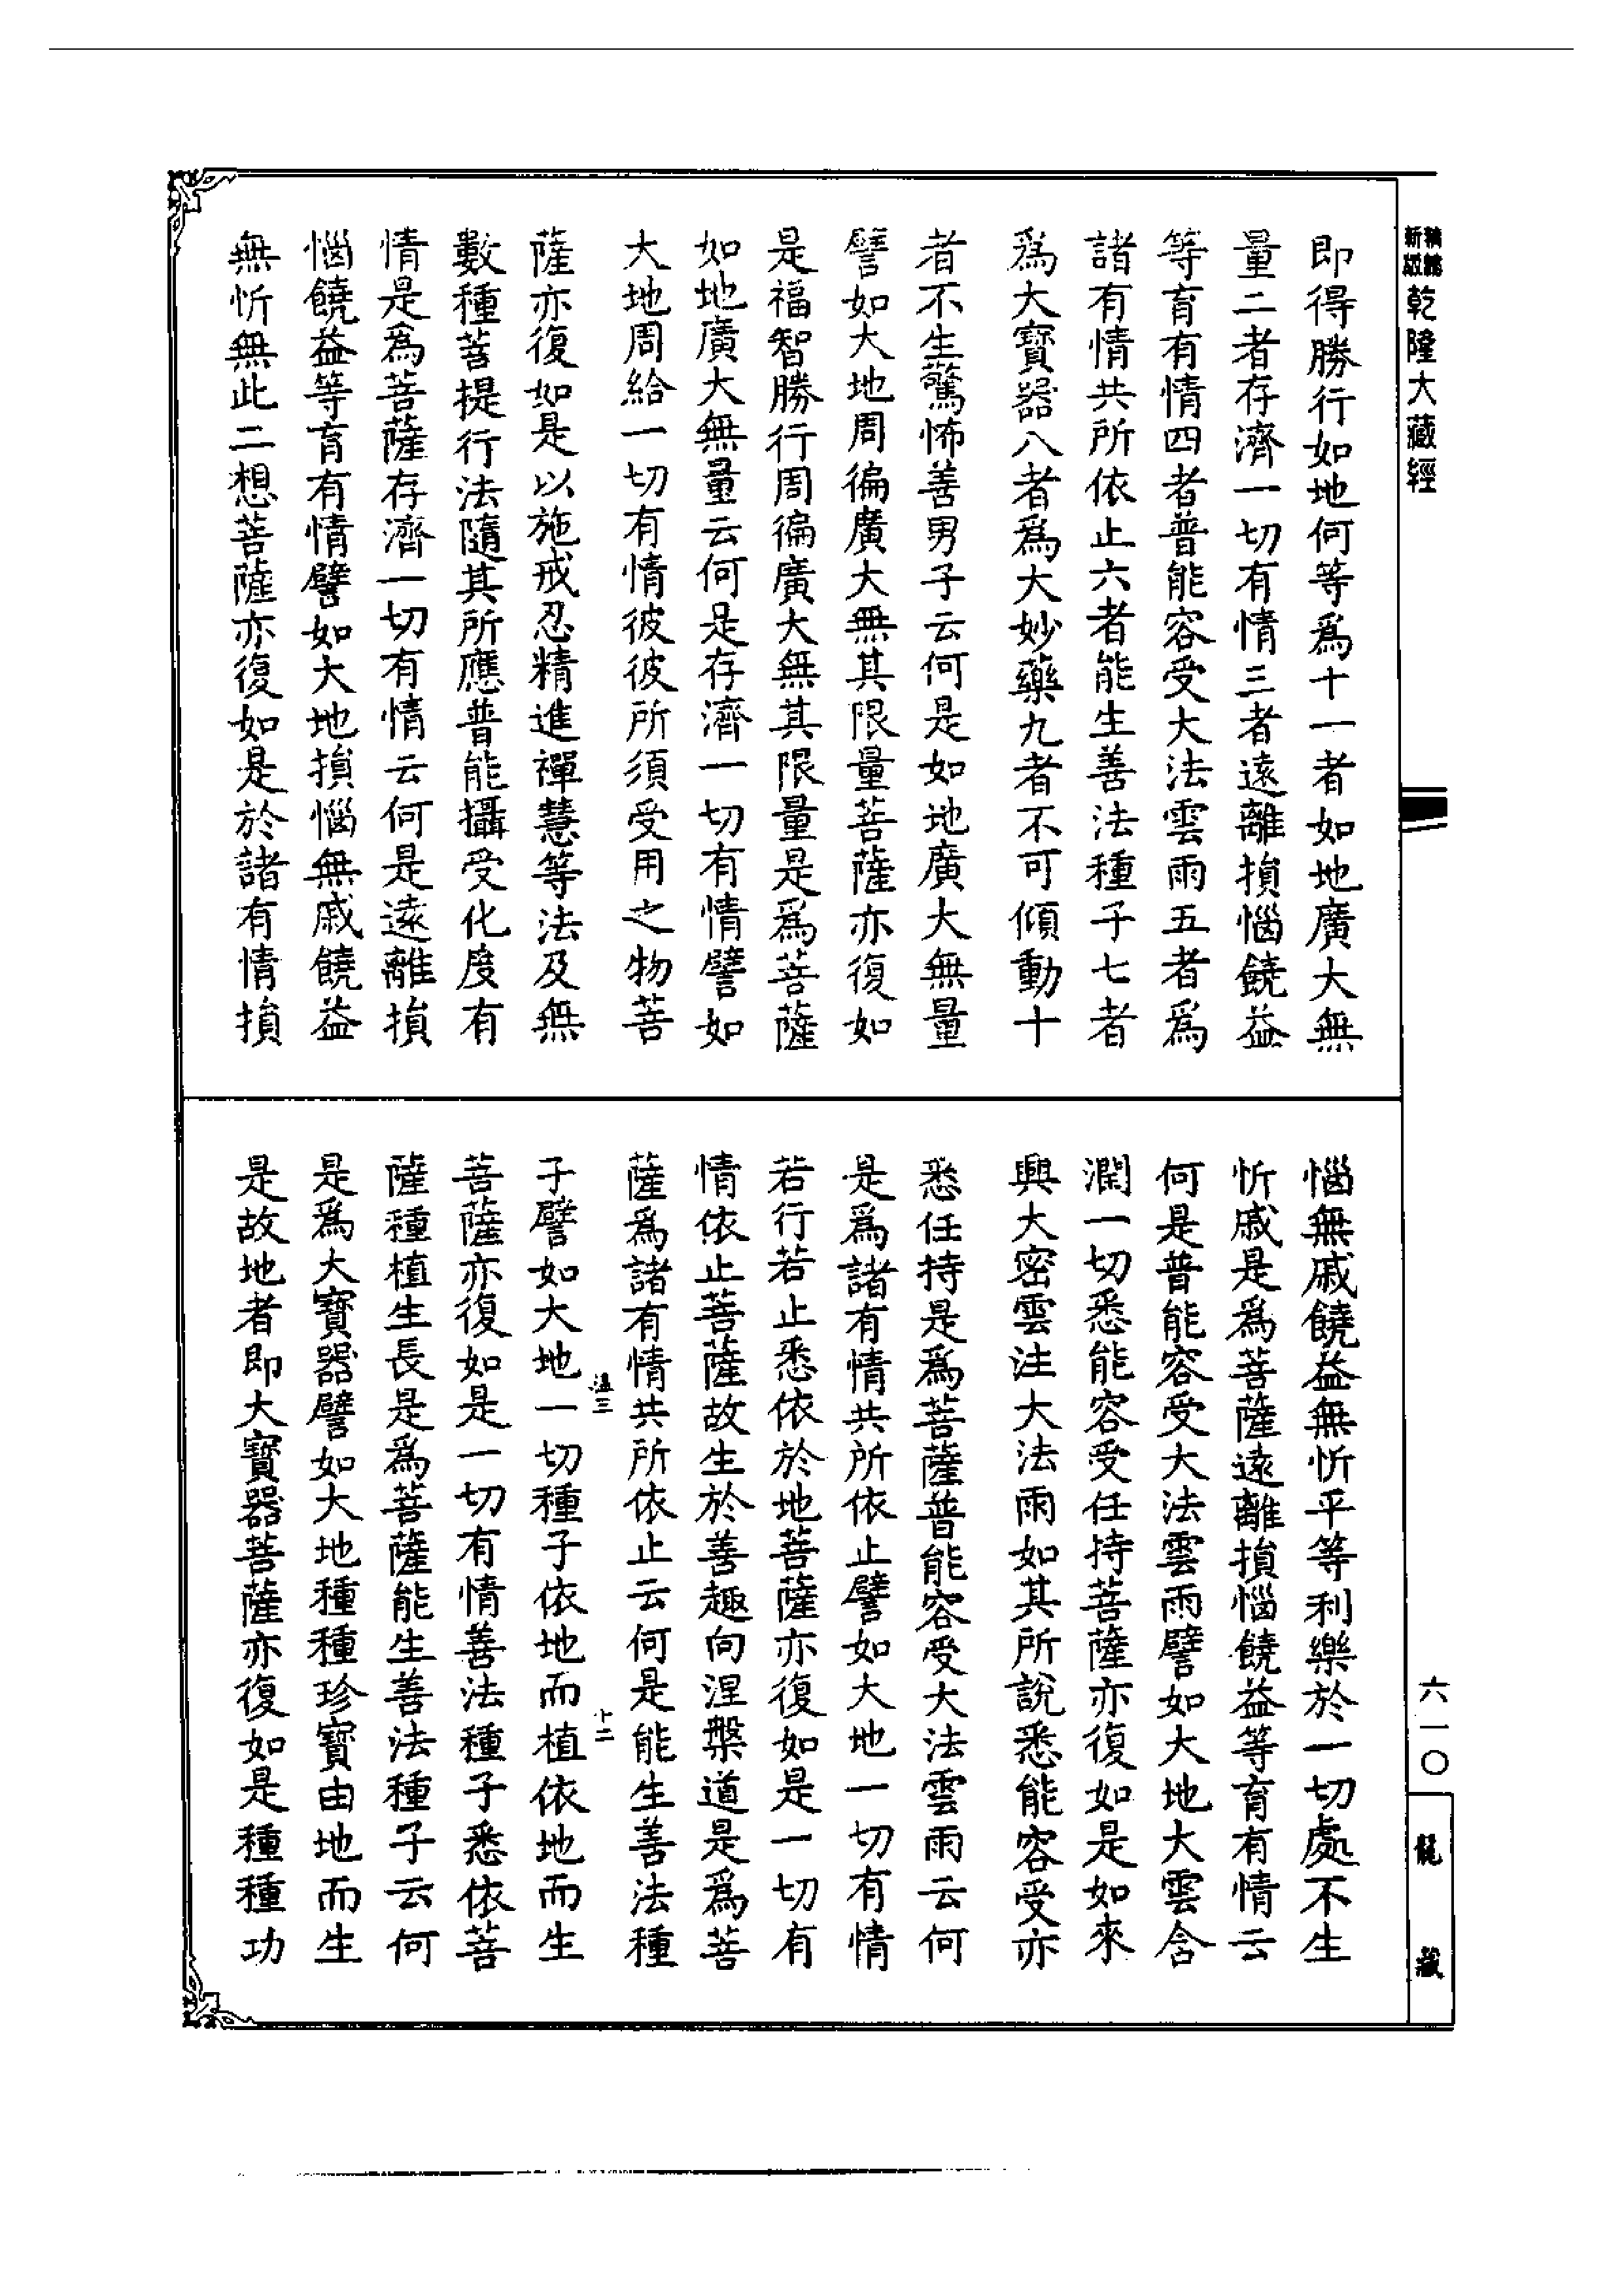 新編
縮版
乾隆大藏經
即得勝行如地何等爲十一者如地廣大無
量二者存濟一切有情三者遠離損惱饒益
等育有情四者普能容受大法雲雨五者爲
諸有情共所依止六者能生善法種子七者
爲大寶器八者爲大妙藥九者不可傾動十
者不生驚怖善男子云何是如地廣大無量
譬如大地周徧廣大無其限量菩薩亦復如
是福智勝行周徧廣大無其限量是爲菩薩
如地廣大無量云何是存濟一切有情譬如
大地周給一切有情彼彼所須受用之物菩
薩亦復如是以施戒忍精進禪慧等法及無
數種菩提行法隨其所應普能攝受化度有
情是爲菩薩存濟一切有情云何是遠離損
惱饒益等育有情譬如大地損惱無戚饒益
無忻無此二想菩薩亦復如是於諸有情損
惱無戚饒益無忻平等利樂於一切處不生
忻戚是爲菩薩遠離損惱饒益等育有情云
何是普能容受大法雲雨譬如大地大雲含
潤一切悉能容受任持菩薩亦復如是如來
興大密雲注大法雨如其所說悉能容受亦
悉任持是爲菩薩普能容受大法雲雨云何
是爲諸有情共所依止譬如大地一切有情
若行若止悉依於地菩薩亦復如是一切有
情依止菩薩故生於善趣向涅槃道是爲菩
薩爲諸有情共所依止云何是能生善法種
子譬如大地一切種子依地而植依地而生
菩薩亦復如是一切有情善法種子悉依菩
薩種植生長是爲菩薩能生善法種子云何
是爲大寶器譬如大地種種珍寶由地而生
是故地者即大寶器菩薩亦復如是種種功
三
十二
六一〇
龍藏